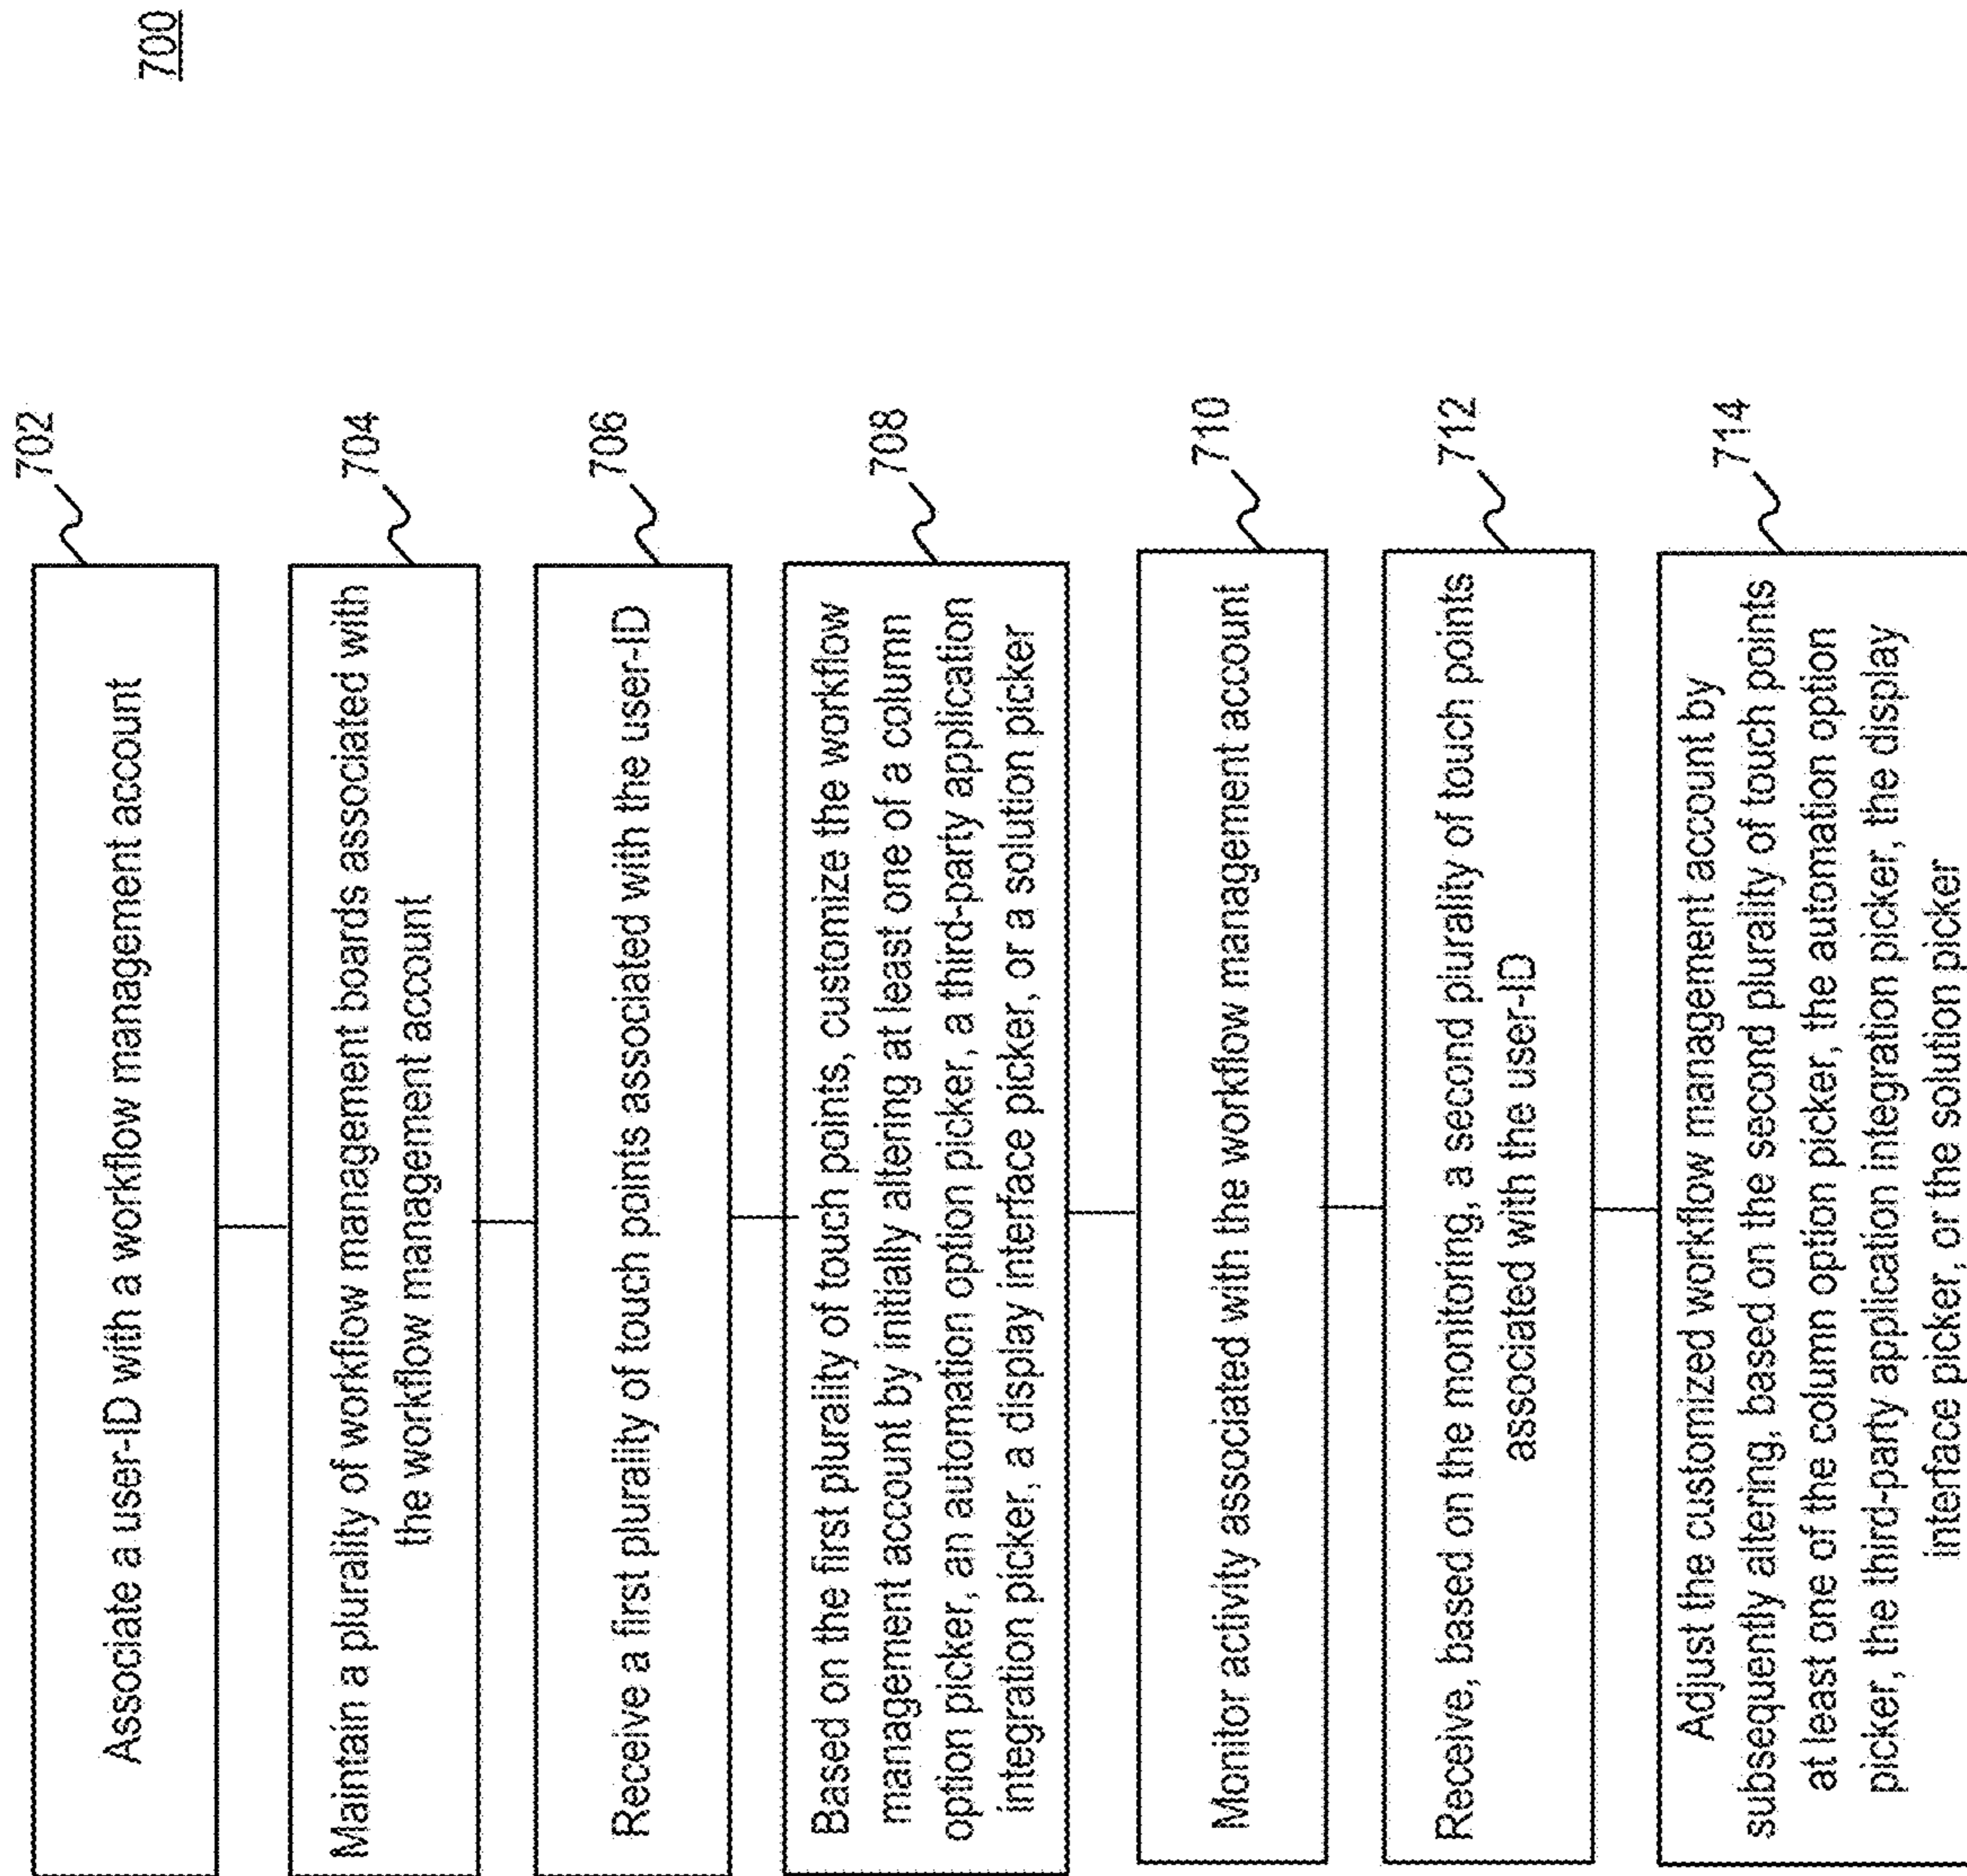 700
702
Associate a user-ID with a workflow management account
704
Maintain a plurality of workflow management boards associated with
the workflow management account
706
Receive a first plurality of touch points associated with the user-ID
708
Based on the first plurality of touch points, customize the workflow
management account by initially altering at least one of a column
option picker, an automation option picker, a third-party application
integration picker, a display interface picker, or a solution picker
710
Monitor activity associated with the workflow management account
712
Receive, based on the monitoring, a second plurality of touch points
associated with the user-ID
714
Adjust the customized workflow management account by
subsequently altering, based on the second plurality of touch points
at least one of the column option picker, the automation option
picker, the third-party application integration picker, the display
interface picker, or the solution picker